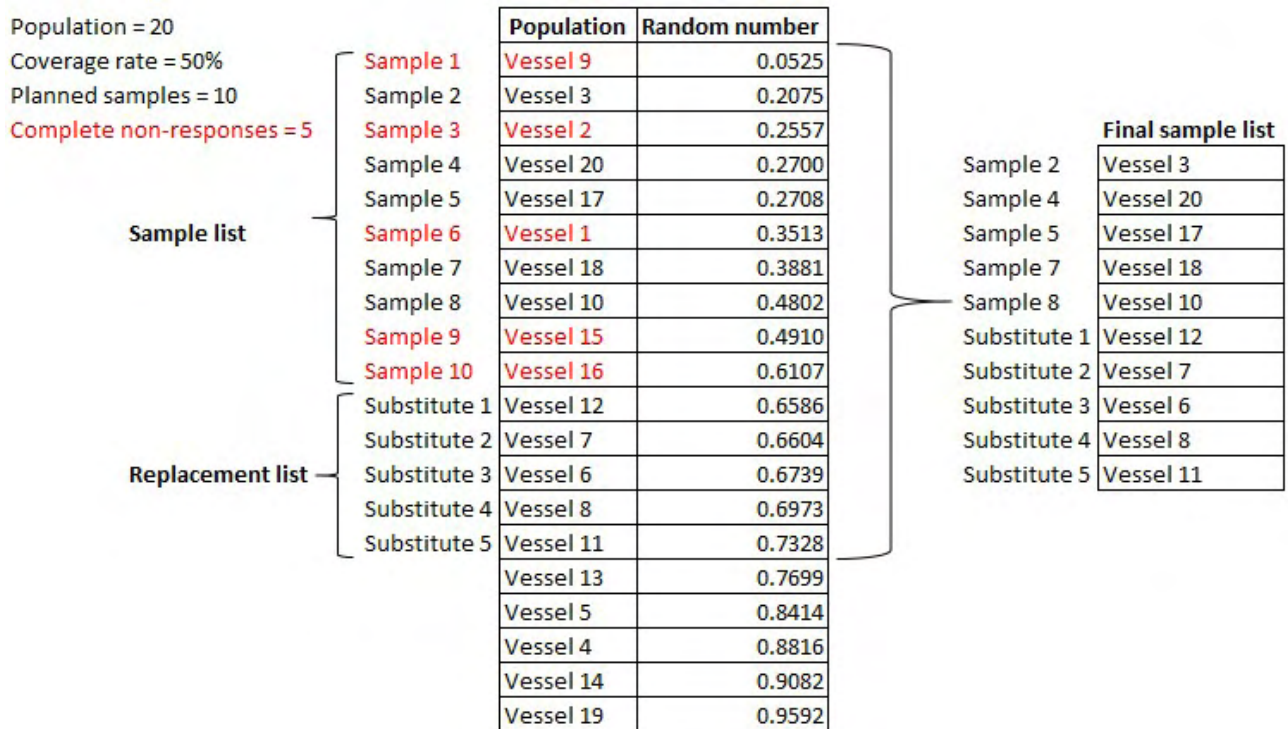 Population = 20
Coverage rate = 50%
Planned samples = 10
Complete non-responses = 5
Sample list
Replacement list
Population Random number
Sample 1 Vessel 9 0.0525
Sample 2 Vessel 3 0.2075
Sample 3 Vessel 2 0.2557
Sample 4 Vessel 20 0.2700
Sample 5 Vessel 17 0.2708
Sample 6 Vessel 1 0.3513
Sample 7 Vessel 18 0.3881
Sample 8 Vessel 10 0.4802
Sample 9 Vessel 15 0.4910
Sample 10 Vessel 16 0.6107
Substitute 1 Vessel 12 0.6586
Substitute 2 Vessel 7 0.6604
Substitute 3 Vessel 6 0.6739
Substitute 4 Vessel 8 0.6973
Substitute 5 Vessel 11 0.7328
Vessel 13 0.7699
Vessel 5 0.8414
Vessel 4 0.8816
Vessel 14 0.9082
Vessel 19 0.9592
Final sample list
Sample 2 Vessel 3
Sample 4 Vessel 20
Sample 5 Vessel 17
Sample 7 Vessel 18
Sample 8 Vessel 10
Substitute 1 Vessel 12
Substitute 2 Vessel 7
Substitute 3 Vessel 6
Substitute 4 Vessel 8
Substitute 5 Vessel 11